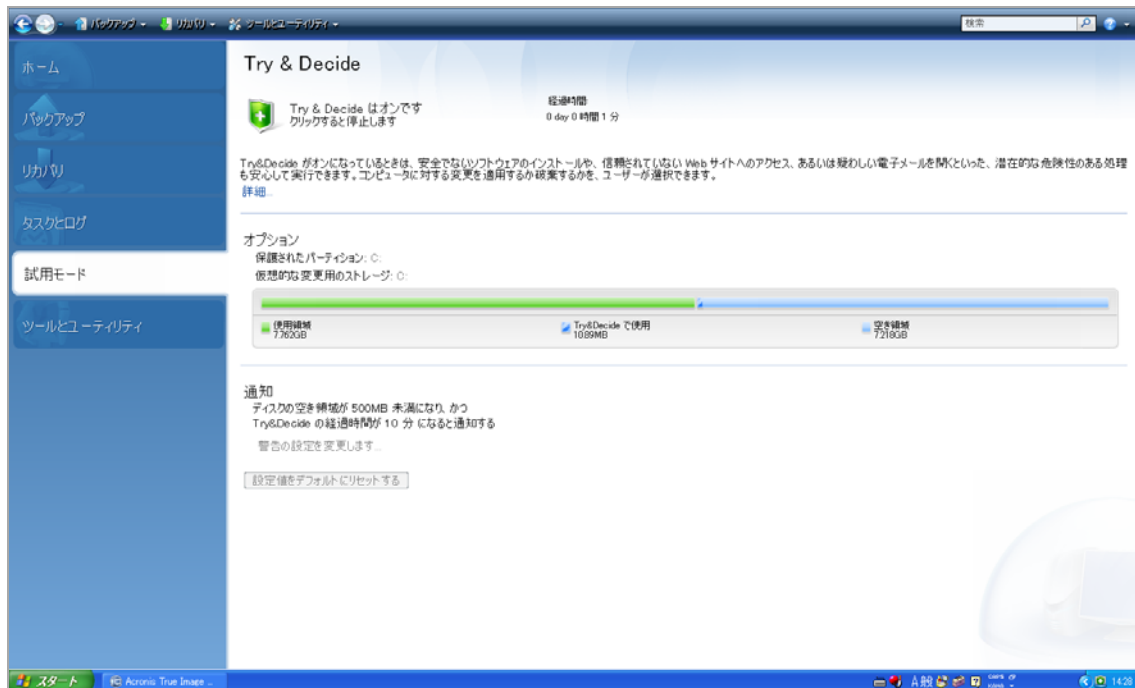 バックアップ リカバリ ツールとユーティリティ
検索
ホーム
バックアップ
リカバリ
タスクとログ
試用モード
ツールとユーティリティ
Try & Decide
Try & Decide はオンです
クリックすると停止します
経過時間
0 day 0 時間 1 分
Try&Decide がオンになっているときは、安全でないソフトウェアのインストールや、信頼されていない Web サイトへのアクセス、あるいは疑わしい電子メールを開くといった、潜在的な危険性のある処理
も安心して実行できます。コンピュータに対する変更を適用するか破棄するかを、ユーザーが選択できます。
詳細...
オプション
保護されたパーティション: C:
仮想的な変更用のストレージ: C:
使用領域
7.762GB
Try&Decide で使用
10.89MB
空き領域
7.218GB
通知
ディスクの空き領域が 500MB 未満になり、かつ
Try&Decide の経過時間が 10 分 になると通知する
警告の設定を変更します...
設定値をデフォルトにリセットする
スタート
Acronis True Image ...
A 般
CAPS
KANA
14:28